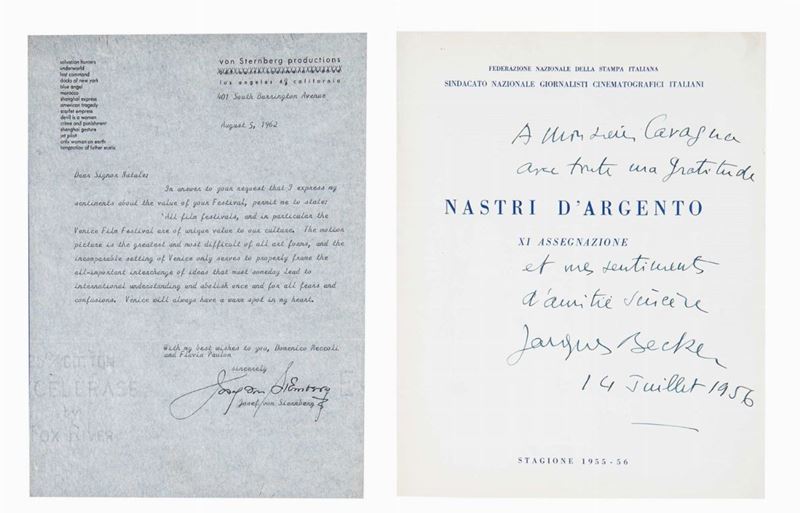 salvation hunters
underworld
last command
docks of new york
blue angel
morocco
shanghai express
american tragedy
scarlet empress
devil is a woman
crime and punishment
shanghai gesture
jet pilot
only woman on earth
von Sternberg productions
los angeles 49 california
401 South Barrington Avenue
August 5, 1962
Dear Signor Natale:
In answer to your request that I express my
sentiments about the value of your Festival, permit me to state:
"All film festivals, and in particular the
Venice Film Festival are of unique value to our culture. The motion
picture is the greatest and most difficult of all art forms, and the
incomparable setting of Venice only serves to properly frame the
all-important interchange of ideas that must someday lead to
international understanding and abolish once and for all fears and
confusions. Venice will always have a warm spot in my heart.
With my best wishes to you, Domenico Meccoli
and Flavia Paulon
sincerely
Josef von Sternberg
Josef von Sternberg
FEDERAZIONE NAZIONALE DELLA STAMPA ITALIANA
SINDACATO NAZIONALE GIORNALISTI CINEMATOGRAFICI ITALIANI
A Monsieur Cavagna
avec toute ma gratitude
NASTRI D'ARGENTO
XI ASSEGNAZIONE
et mes sentiments
d'amitié sincère
Jacques Becker
14 Juillet 1956
STAGIONE 1955-56